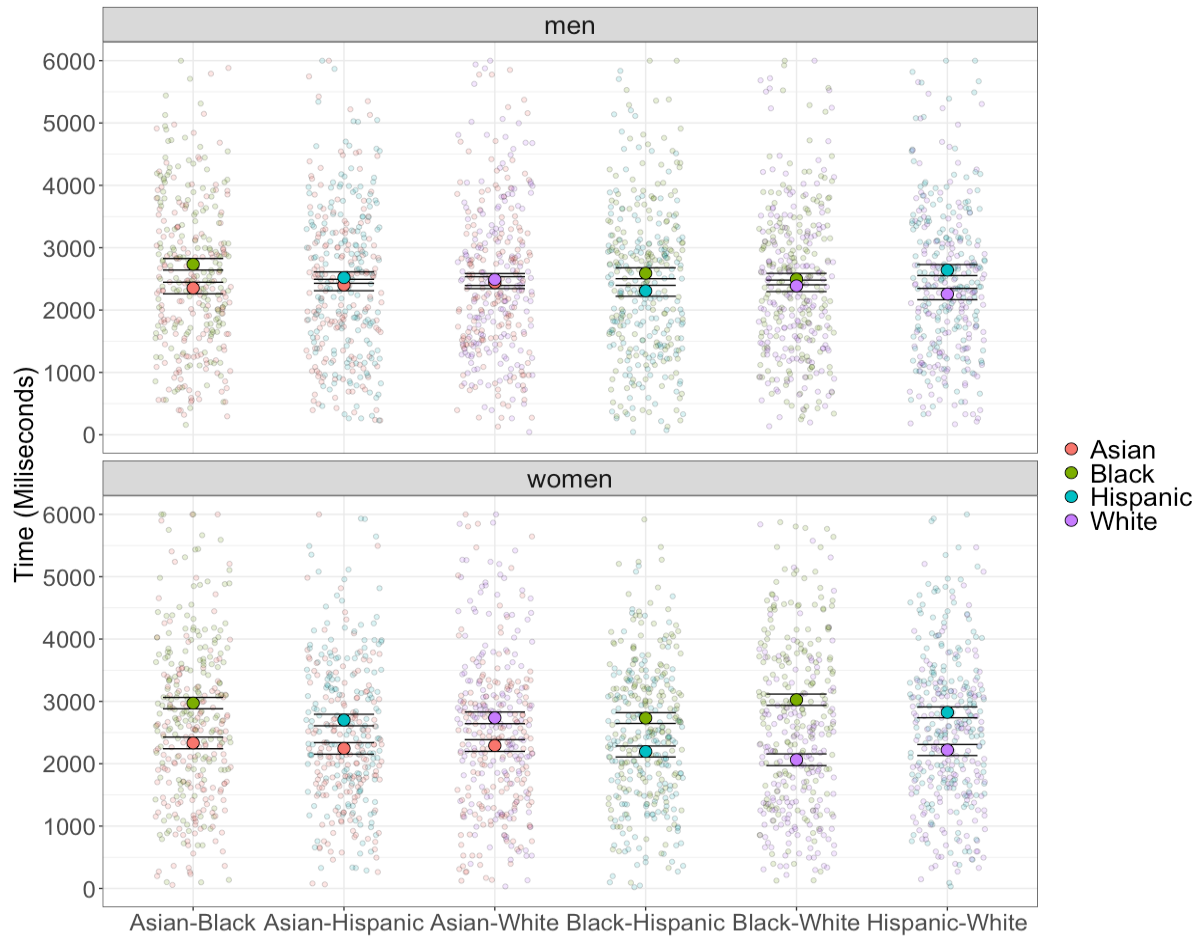 men
6000
5000
4000
3000
2000
1000
0
women
6000
5000
4000
3000
2000
1000
0
Time (Miliseconds)
Asian-Black Asian-Hispanic Asian-White Black-Hispanic Black-White Hispanic-White
Asian
Black
Hispanic
White